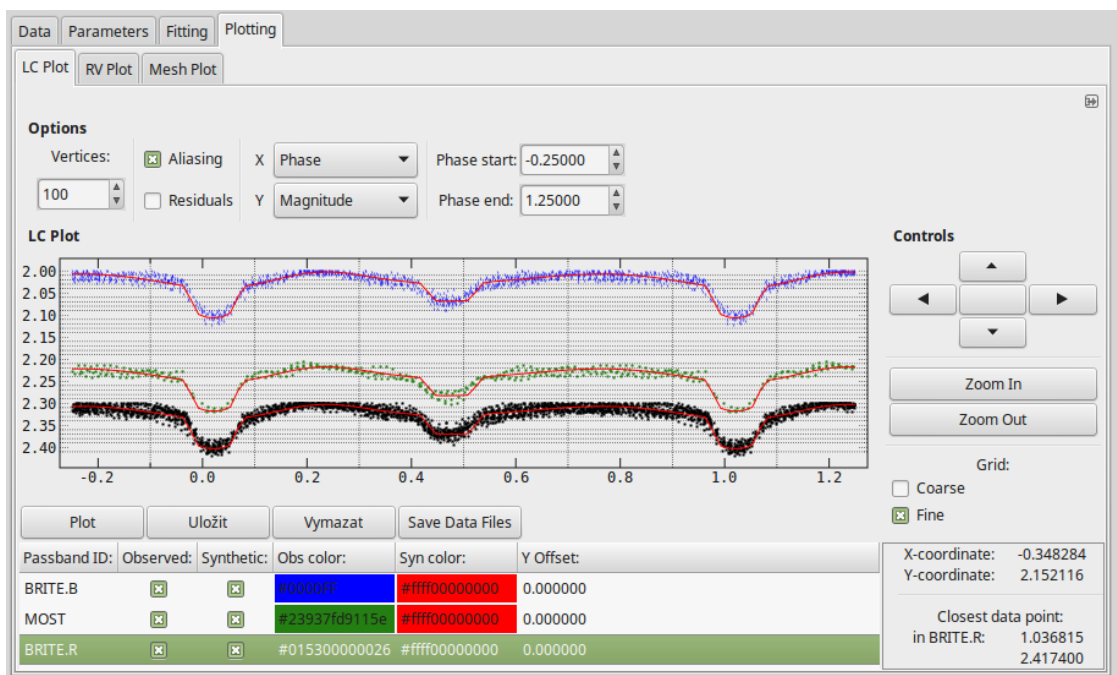 Data Parameters Fitting Plotting
LC Plot RV Plot Mesh Plot
Options
Vertices: Aliasing X Phase Phase start: -0.25000
100 Residuals Y Magnitude Phase end: 1.25000
LC Plot Controls
2.00
2.05
2.10
2.15
2.20
2.25
2.30
2.35
2.40
-0.2 0.0 0.2 0.4 0.6 0.8 1.0 1.2
Zoom In
Zoom Out
Grid:
Coarse
Fine
Plot Uložit Vymazat Save Data Files
Passband ID: Observed: Synthetic: Obs color: Syn color: Y Offset:
BRITE.B #0000FF #ffff00000000 0.000000
MOST #23937fd9115e #ffff00000000 0.000000
BRITE.R #015300000026 #ffff00000000 0.000000
X-coordinate: -0.348284
Y-coordinate: 2.152116
Closest data point:
in BRITE.R: 1.036815
2.417400